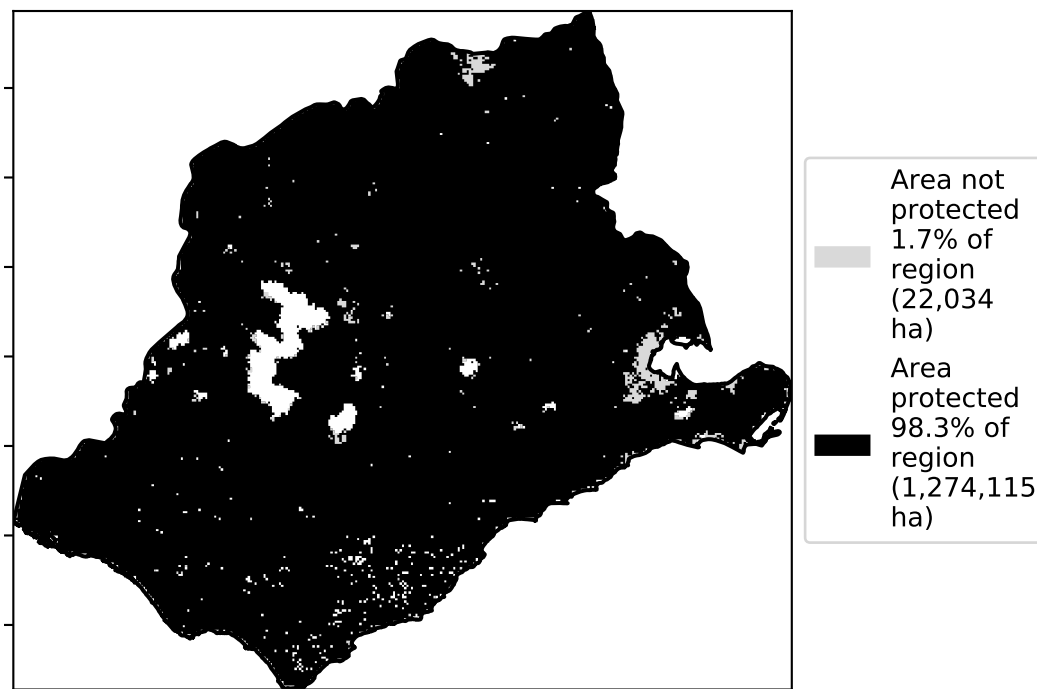 Area not
protected
1.7% of
region
(22,034
ha)
Area
protected
98.3% of
region
(1,274,115
ha)